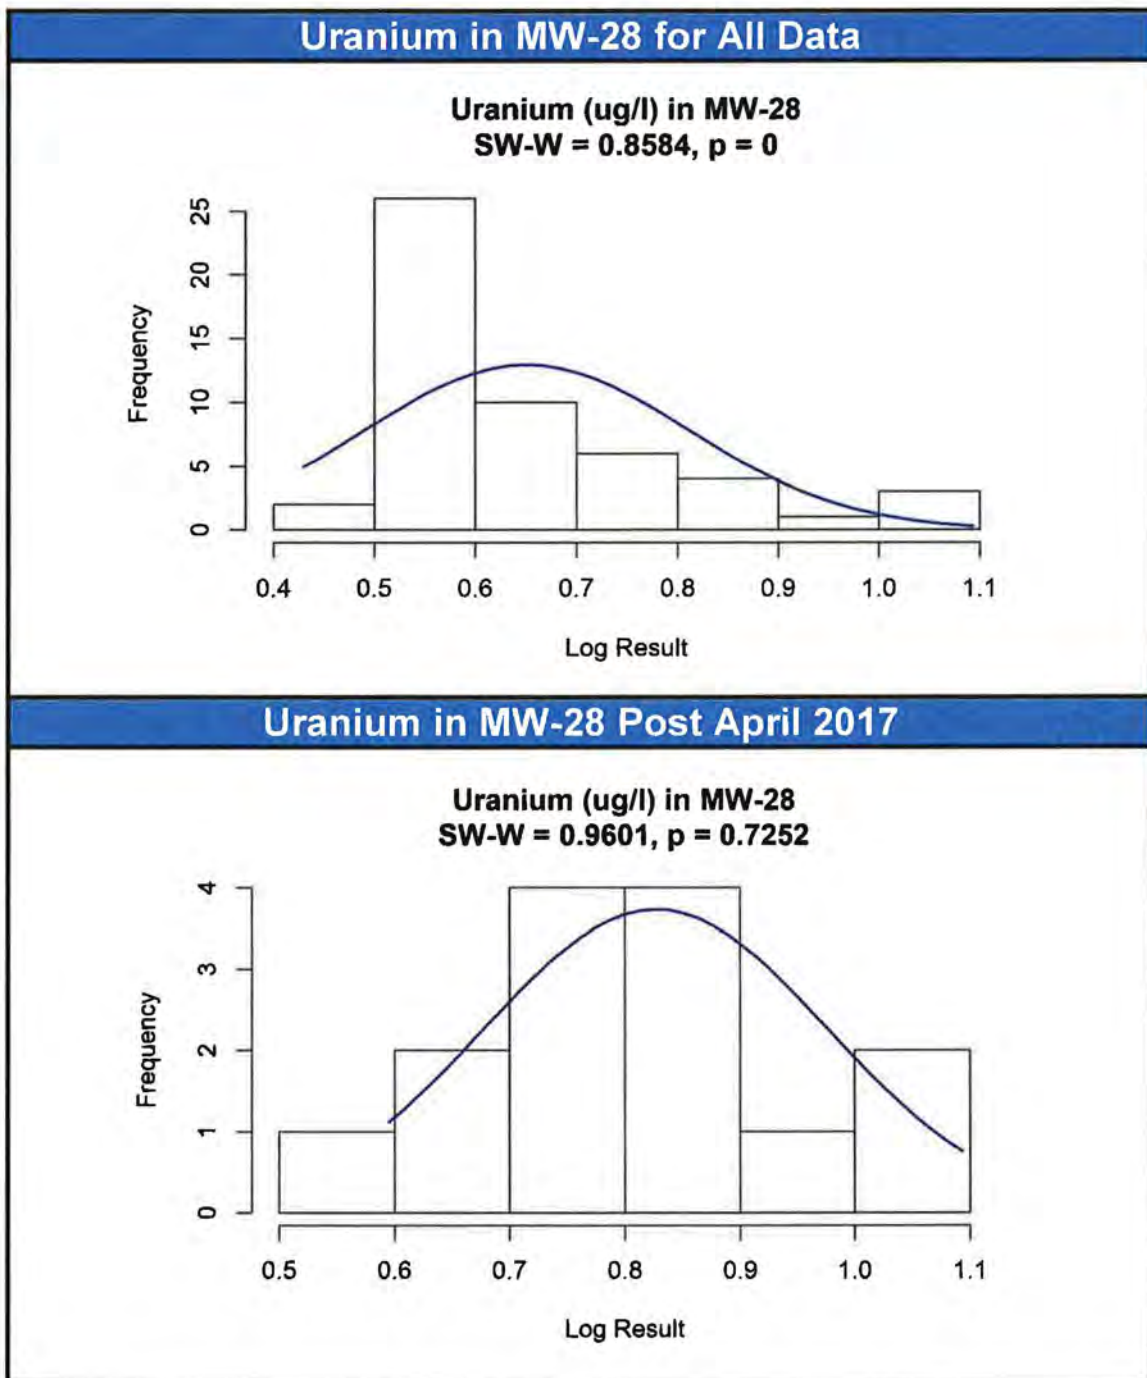 Uranium in MW-28 for All Data
Uranium (ug/l) in MW-28
SW-W = 0.8584, p = 0
Frequency
25
20
15
10
5
0
0.4 0.5 0.6 0.7 0.8 0.9 1.0 1.1
Log Result
Uranium in MW-28 Post April 2017
Uranium (ug/l) in MW-28
SW-W = 0.9601, p = 0.7252
Frequency
4
3
2
1
0
0.5 0.6 0.7 0.8 0.9 1.0 1.1
Log Result